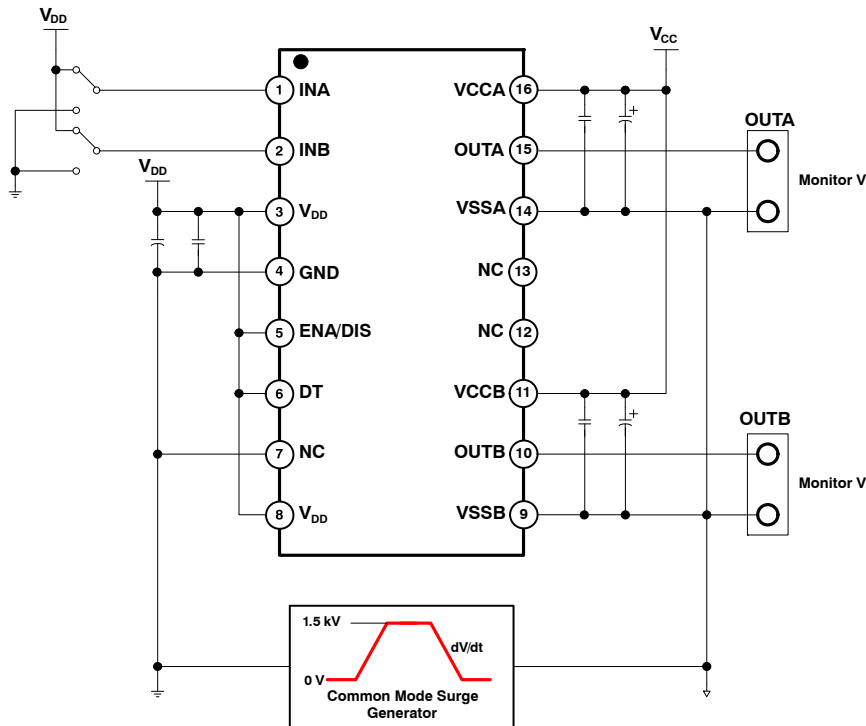 VDD
VCC
1 INA VCCA 16
OUTA
2 INB OUTA 15
Monitor V
VDD
3 VDD VSSA 14
4 GND NC 13
5 ENA/DIS NC 12
6 DT VCCB 11
+
+
OUTB
7 NC OUTB 10
Monitor V
8 VDD VSSB 9
1.5 kV
dV/dt
0 V
Common Mode Surge
Generator